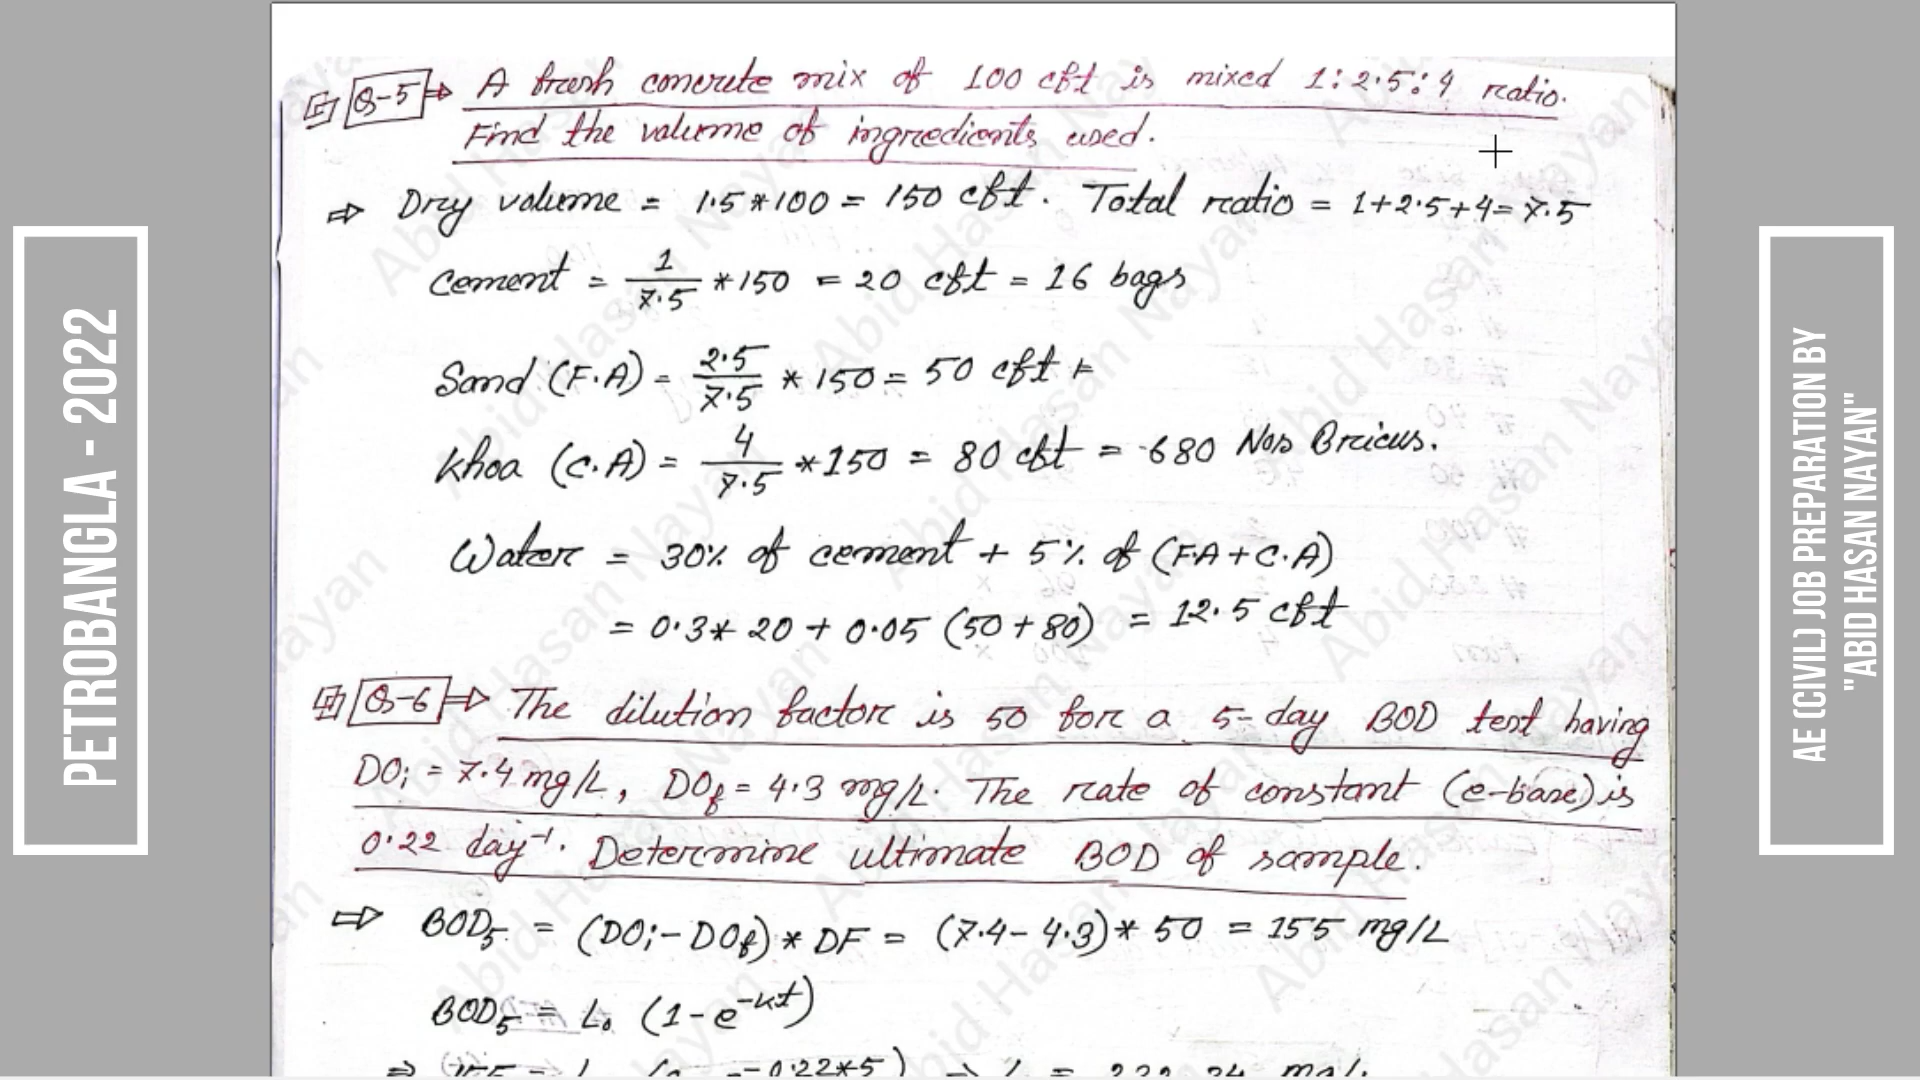 PETROBANGLA - 2022
Q-5 ⇒ A fresh concrete mix of 100 cft is mixed 1:2.5:4 ratio.
Find the volume of ingredients used.
⇒ Dry volume = 1.5*100 = 150 cft. Total ratio = 1+2.5+4= 7.5
Cement = 1/7.5 *150 = 20 cft = 16 bags
Sand (F.A) = 2.5/7.5 * 150 = 50 cft
Khoa (C.A) = 4/7.5 *150 = 80 cft = 680 Nos Bricks.
Water = 30% of cement + 5% of (F.A+C.A)
= 0.3* 20 + 0.05 (50+80) = 12.5 cft
Q-6 ⇒ The dilution factor is 50 for a 5-day BOD test having
DOi = 7.4 mg/L, DOf = 4.3 mg/L. The rate of constant (e-base) is
0.22 day⁻¹. Determine ultimate BOD of sample.
⇒ BOD5 = (DOi-DOf) * DF = (7.4-4.3)* 50 = 155 mg/L
BOD5 = L₀ (1-e^-kt)
AE (CIVIL) JOB PREPARATION BY
"ABID HASAN NAYAN"
Abid Hasan Nayan